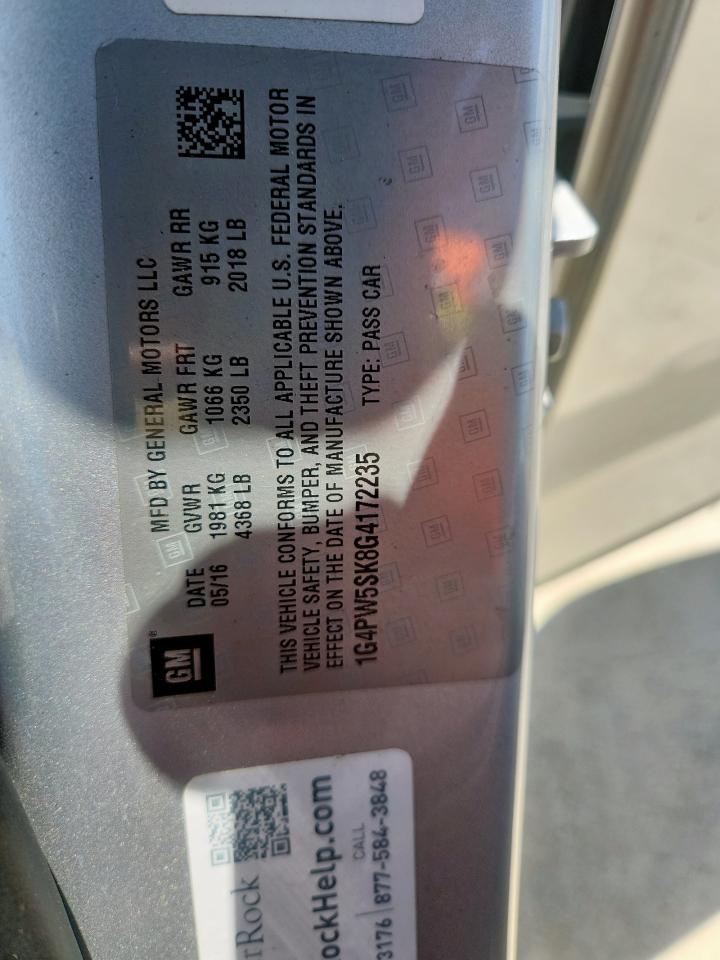 GM
MFD BY GENERAL MOTORS LLC
DATE GVWR GAWR FRT GAWR RR
05/16 1981 KG 1066 KG 915 KG
4368 LB 2350 LB 2018 LB
THIS VEHICLE CONFORMS TO ALL APPLICABLE U.S. FEDERAL MOTOR
VEHICLE SAFETY, BUMPER, AND THEFT PREVENTION STANDARDS IN
EFFECT ON THE DATE OF MANUFACTURE SHOWN ABOVE.
1G4PW5SK8G4172235 TYPE: PASS CAR
rRock
ockHelp.com
CALL
3176 | 877-584-3848